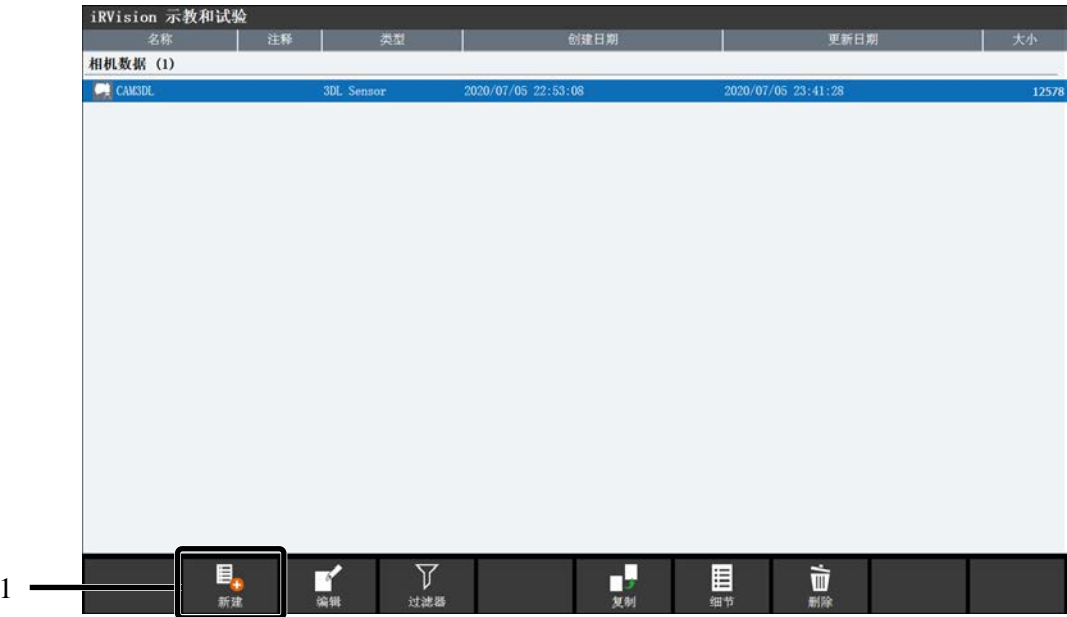 iRVision 示教和试验
名称 注释 类型 创建日期 更新日期 大小
相机数据 (1)
CAM3DL 3DL Sensor 2020/07/05 22:53:08 2020/07/05 23:41:28 12578
1
新建 编辑 过滤器 复制 细节 删除